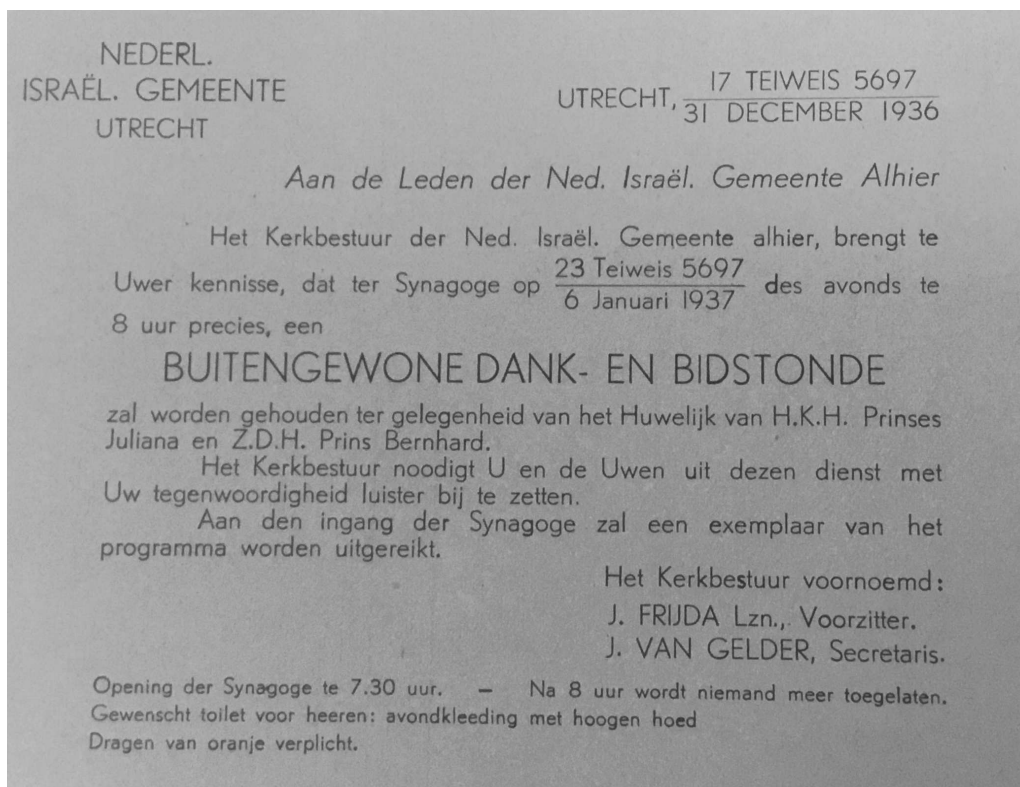 NEDERL.
ISRAËL. GEMEENTE
UTRECHT
UTRECHT, 17 TEIWEIS 5697
31 DECEMBER 1936
Aan de Leden der Ned. Israël. Gemeente Alhier
Het Kerkbestuur der Ned. Israël. Gemeente alhier, brengt te
Uwer kennisse, dat ter Synagoge op 23 Teiweis 5697 / 6 Januari 1937 des avonds te
8 uur precies, een
BUITENGEWONE DANK- EN BIDSTONDE
zal worden gehouden ter gelegenheid van het Huwelijk van H.K.H. Prinses
Juliana en Z.D.H. Prins Bernhard.
Het Kerkbestuur noodigt U en de Uwen uit dezen dienst met
Uw tegenwoordigheid luister bij te zetten.
Aan den ingang der Synagoge zal een exemplaar van het
programma worden uitgereikt.
Het Kerkbestuur voornoemd:
J. FRIJDA Lzn., Voorzitter.
J. VAN GELDER, Secretaris.
Opening der Synagoge te 7.30 uur. – Na 8 uur wordt niemand meer toegelaten.
Gewenscht toilet voor heeren: avondkleeding met hoogen hoed
Dragen van oranje verplicht.